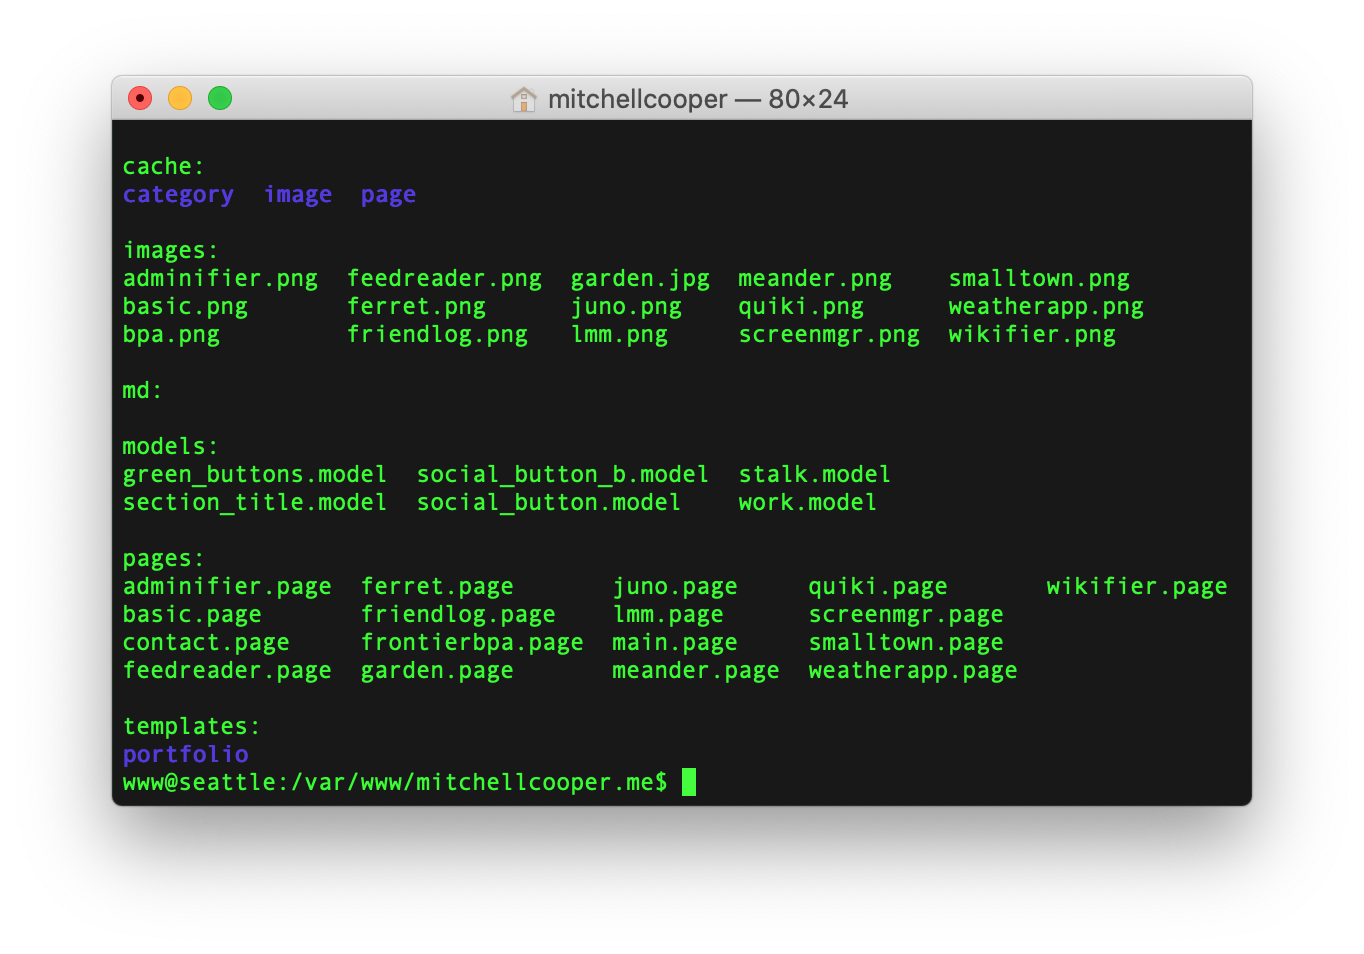 mitchellcooper — 80×24
cache:
category  image  page
images:
adminifier.png  feedreader.png  garden.jpg  meander.png    smalltown.png
basic.png       ferret.png      juno.png    quiki.png      weatherapp.png
bpa.png         friendlog.png   lmm.png     screenmgr.png  wikifier.png
md:
models:
green_buttons.model  social_button_b.model  stalk.model
section_title.model  social_button.model    work.model
pages:
adminifier.page  ferret.page       juno.page     quiki.page       wikifier.page
basic.page       friendlog.page    lmm.page      screenmgr.page
contact.page     frontierbpa.page  main.page     smalltown.page
feedreader.page  garden.page       meander.page  weatherapp.page
templates:
portfolio
www@seattle:/var/www/mitchellcooper.me$